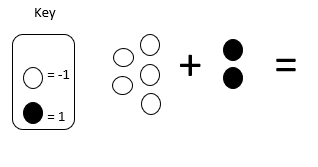 Key
= -1
= 1
+ =